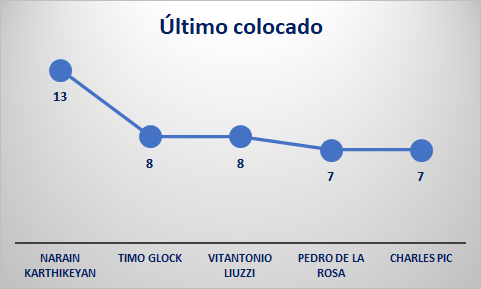 Último colocado
13
8
8
7
7
NARAIN
KARTHIKEYAN
TIMO GLOCK
VITANTONIO
LIUZZI
PEDRO DE LA
ROSA
CHARLES PIC